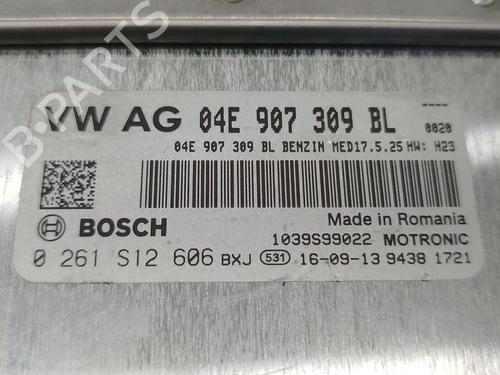 VW AG 04E 907 309 BL ----
0020
04E 907 309 BL BENZIN MED17.5.25 HW: H23
BOSCH
Made in Romania
1039S99022 MOTRONIC
0 261 S12 606 BXJ 531 16-09-13 9438 1721
B-PARTS